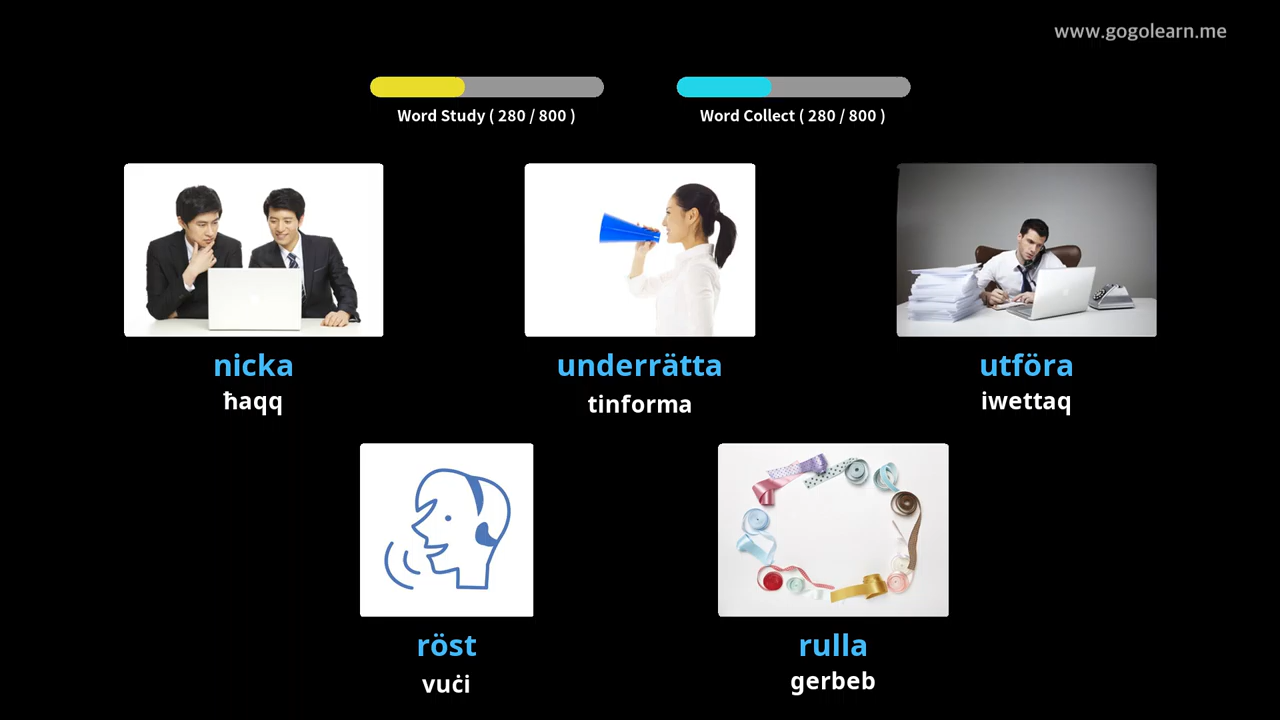 www.gogolearn.me
Word Study ( 280 / 800 )
Word Collect ( 280 / 800 )
nicka
ħaqq
underrätta
tinforma
utföra
iwettaq
röst
vuċi
rulla
gerbeb